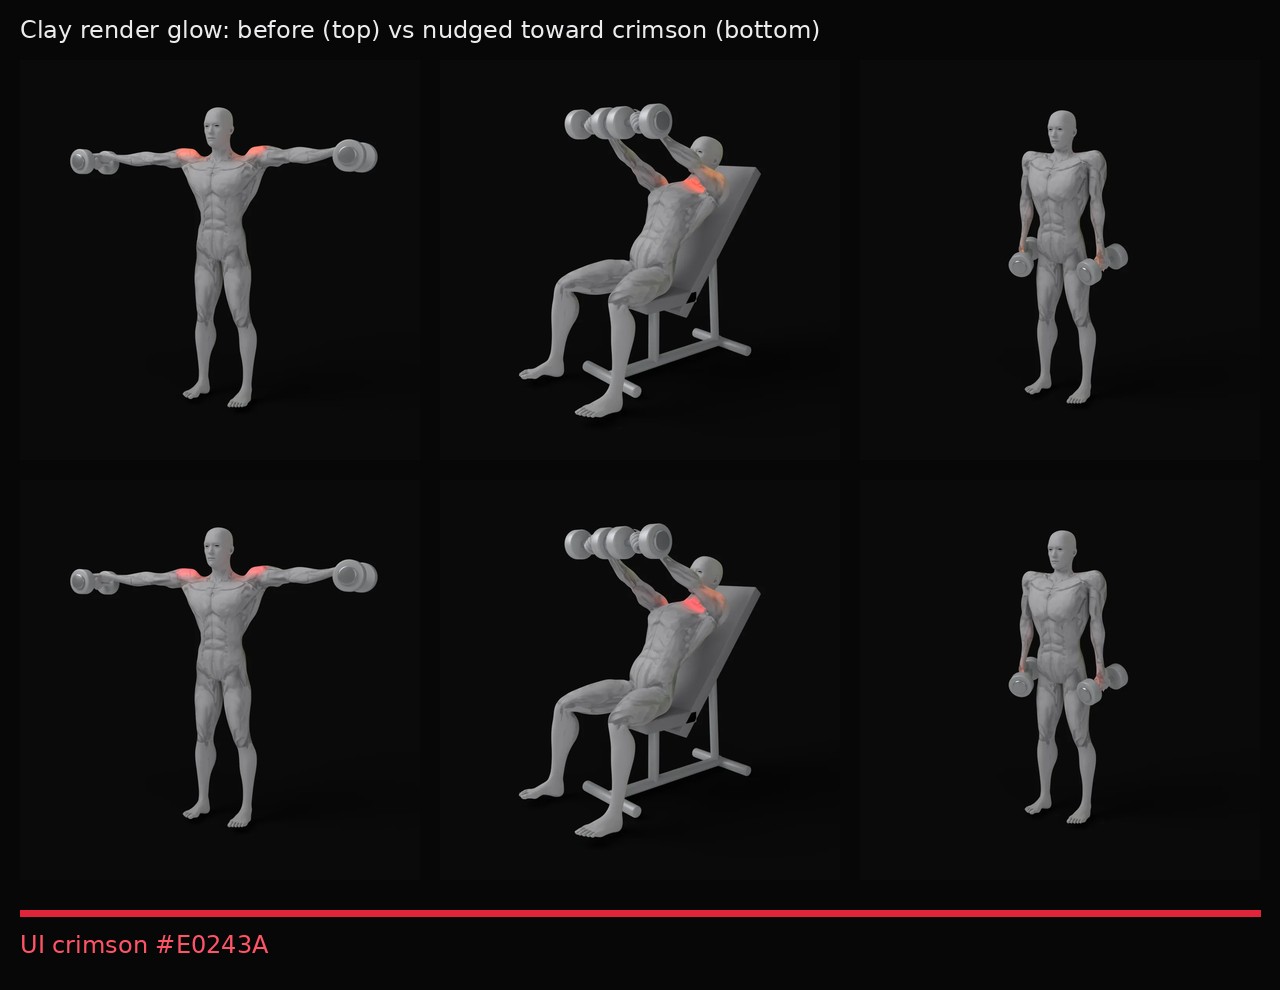 Clay render glow: before (top) vs nudged toward crimson (bottom)
UI crimson #E0243A